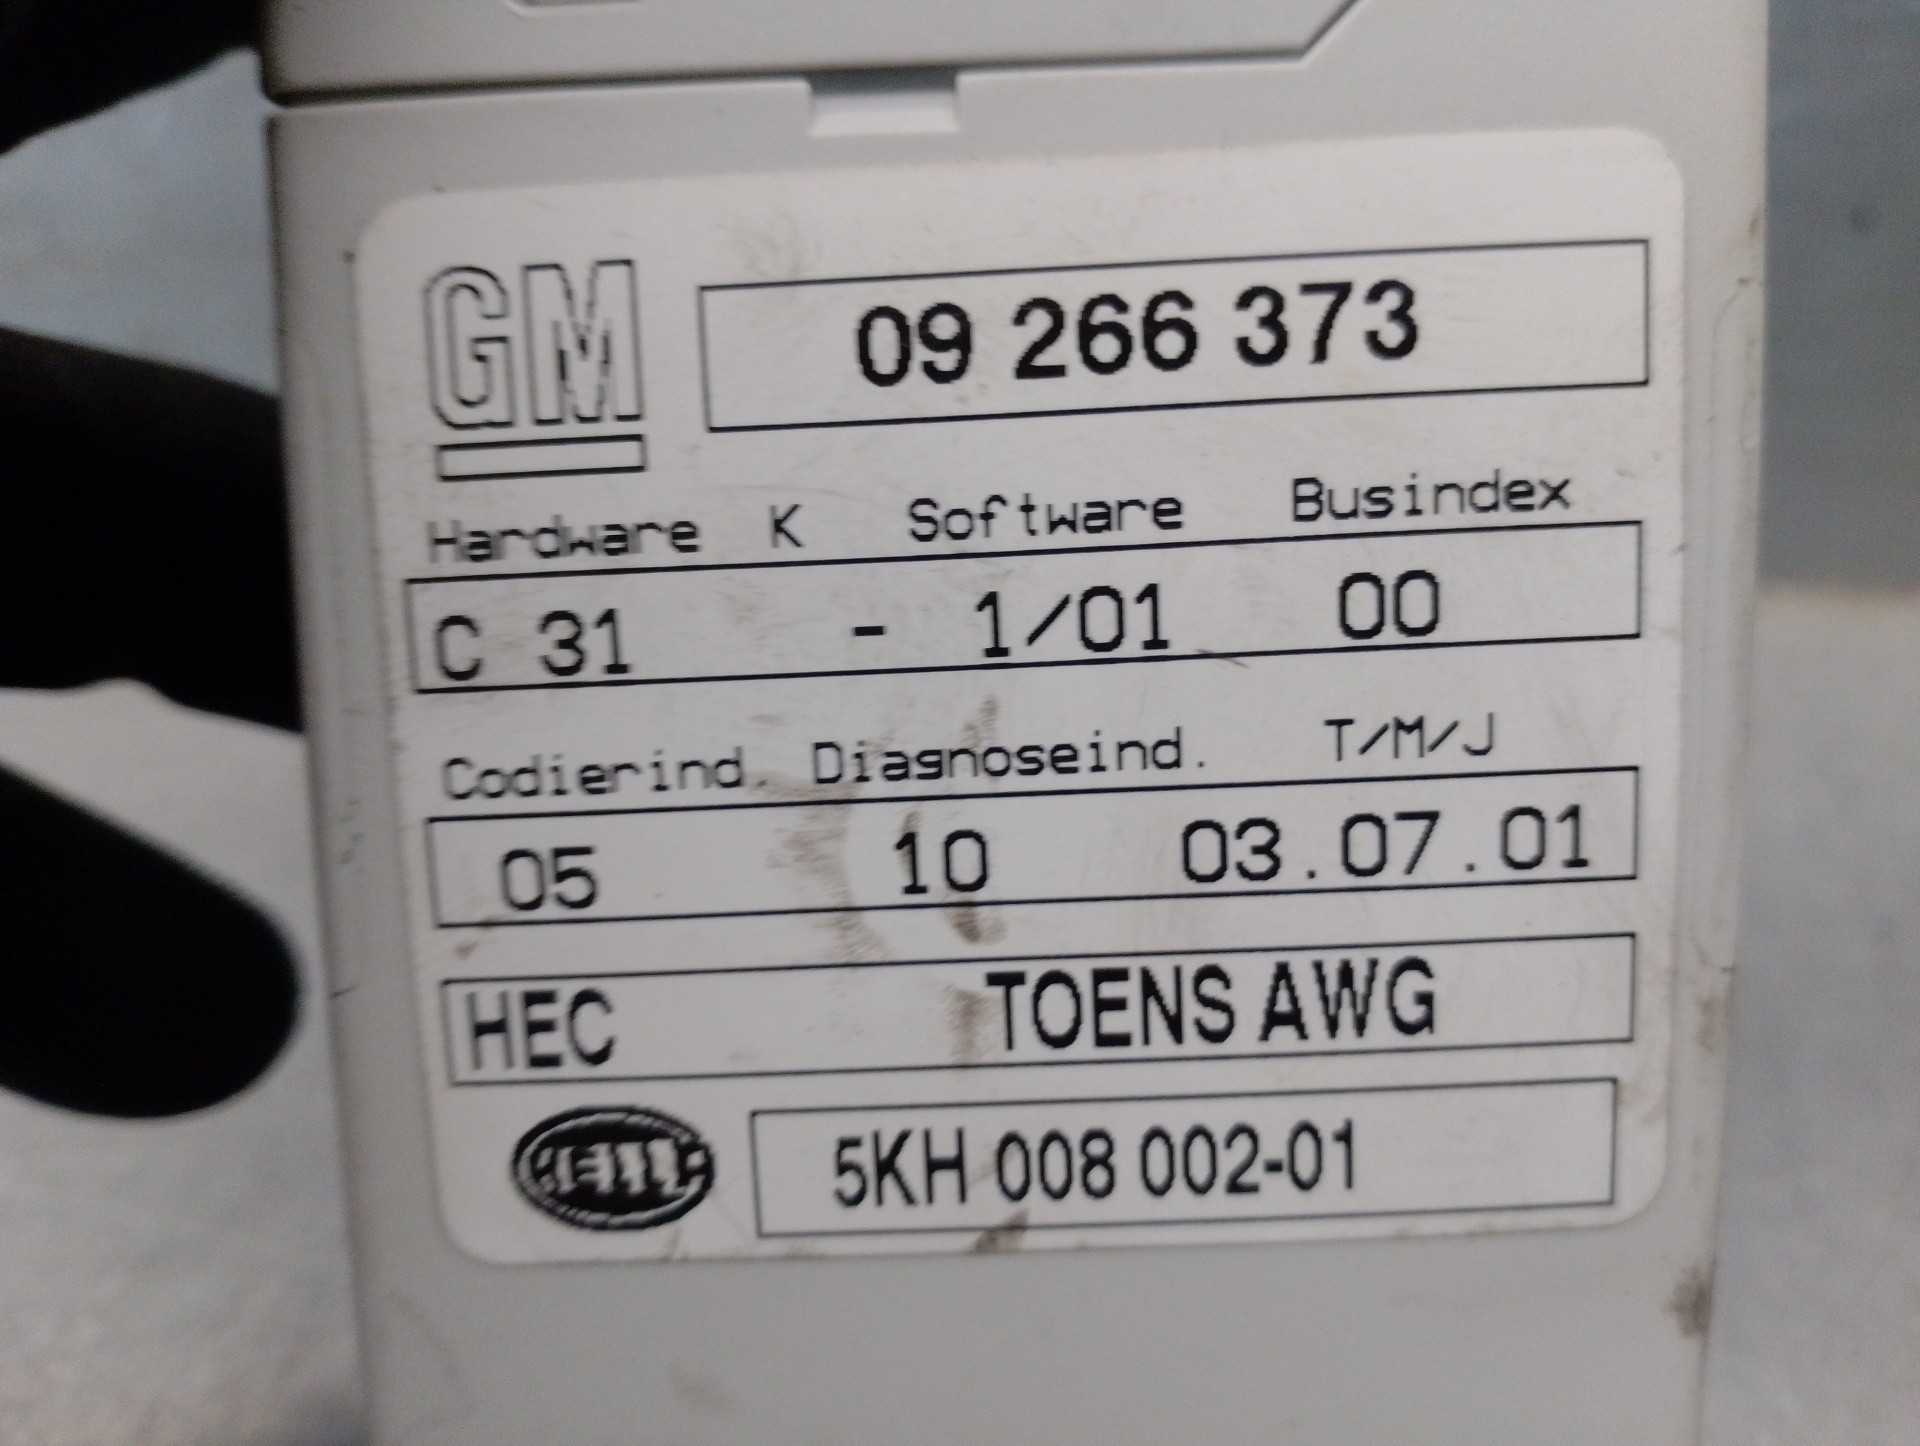 GM 09 266 373
Hardware K Software Busindex
C 31 - 1/01 00
Codierind. Diagnoseind. T/M/J
05 10 03.07.01
HEC TOENS AWG
HELLA 5KH 008 002-01